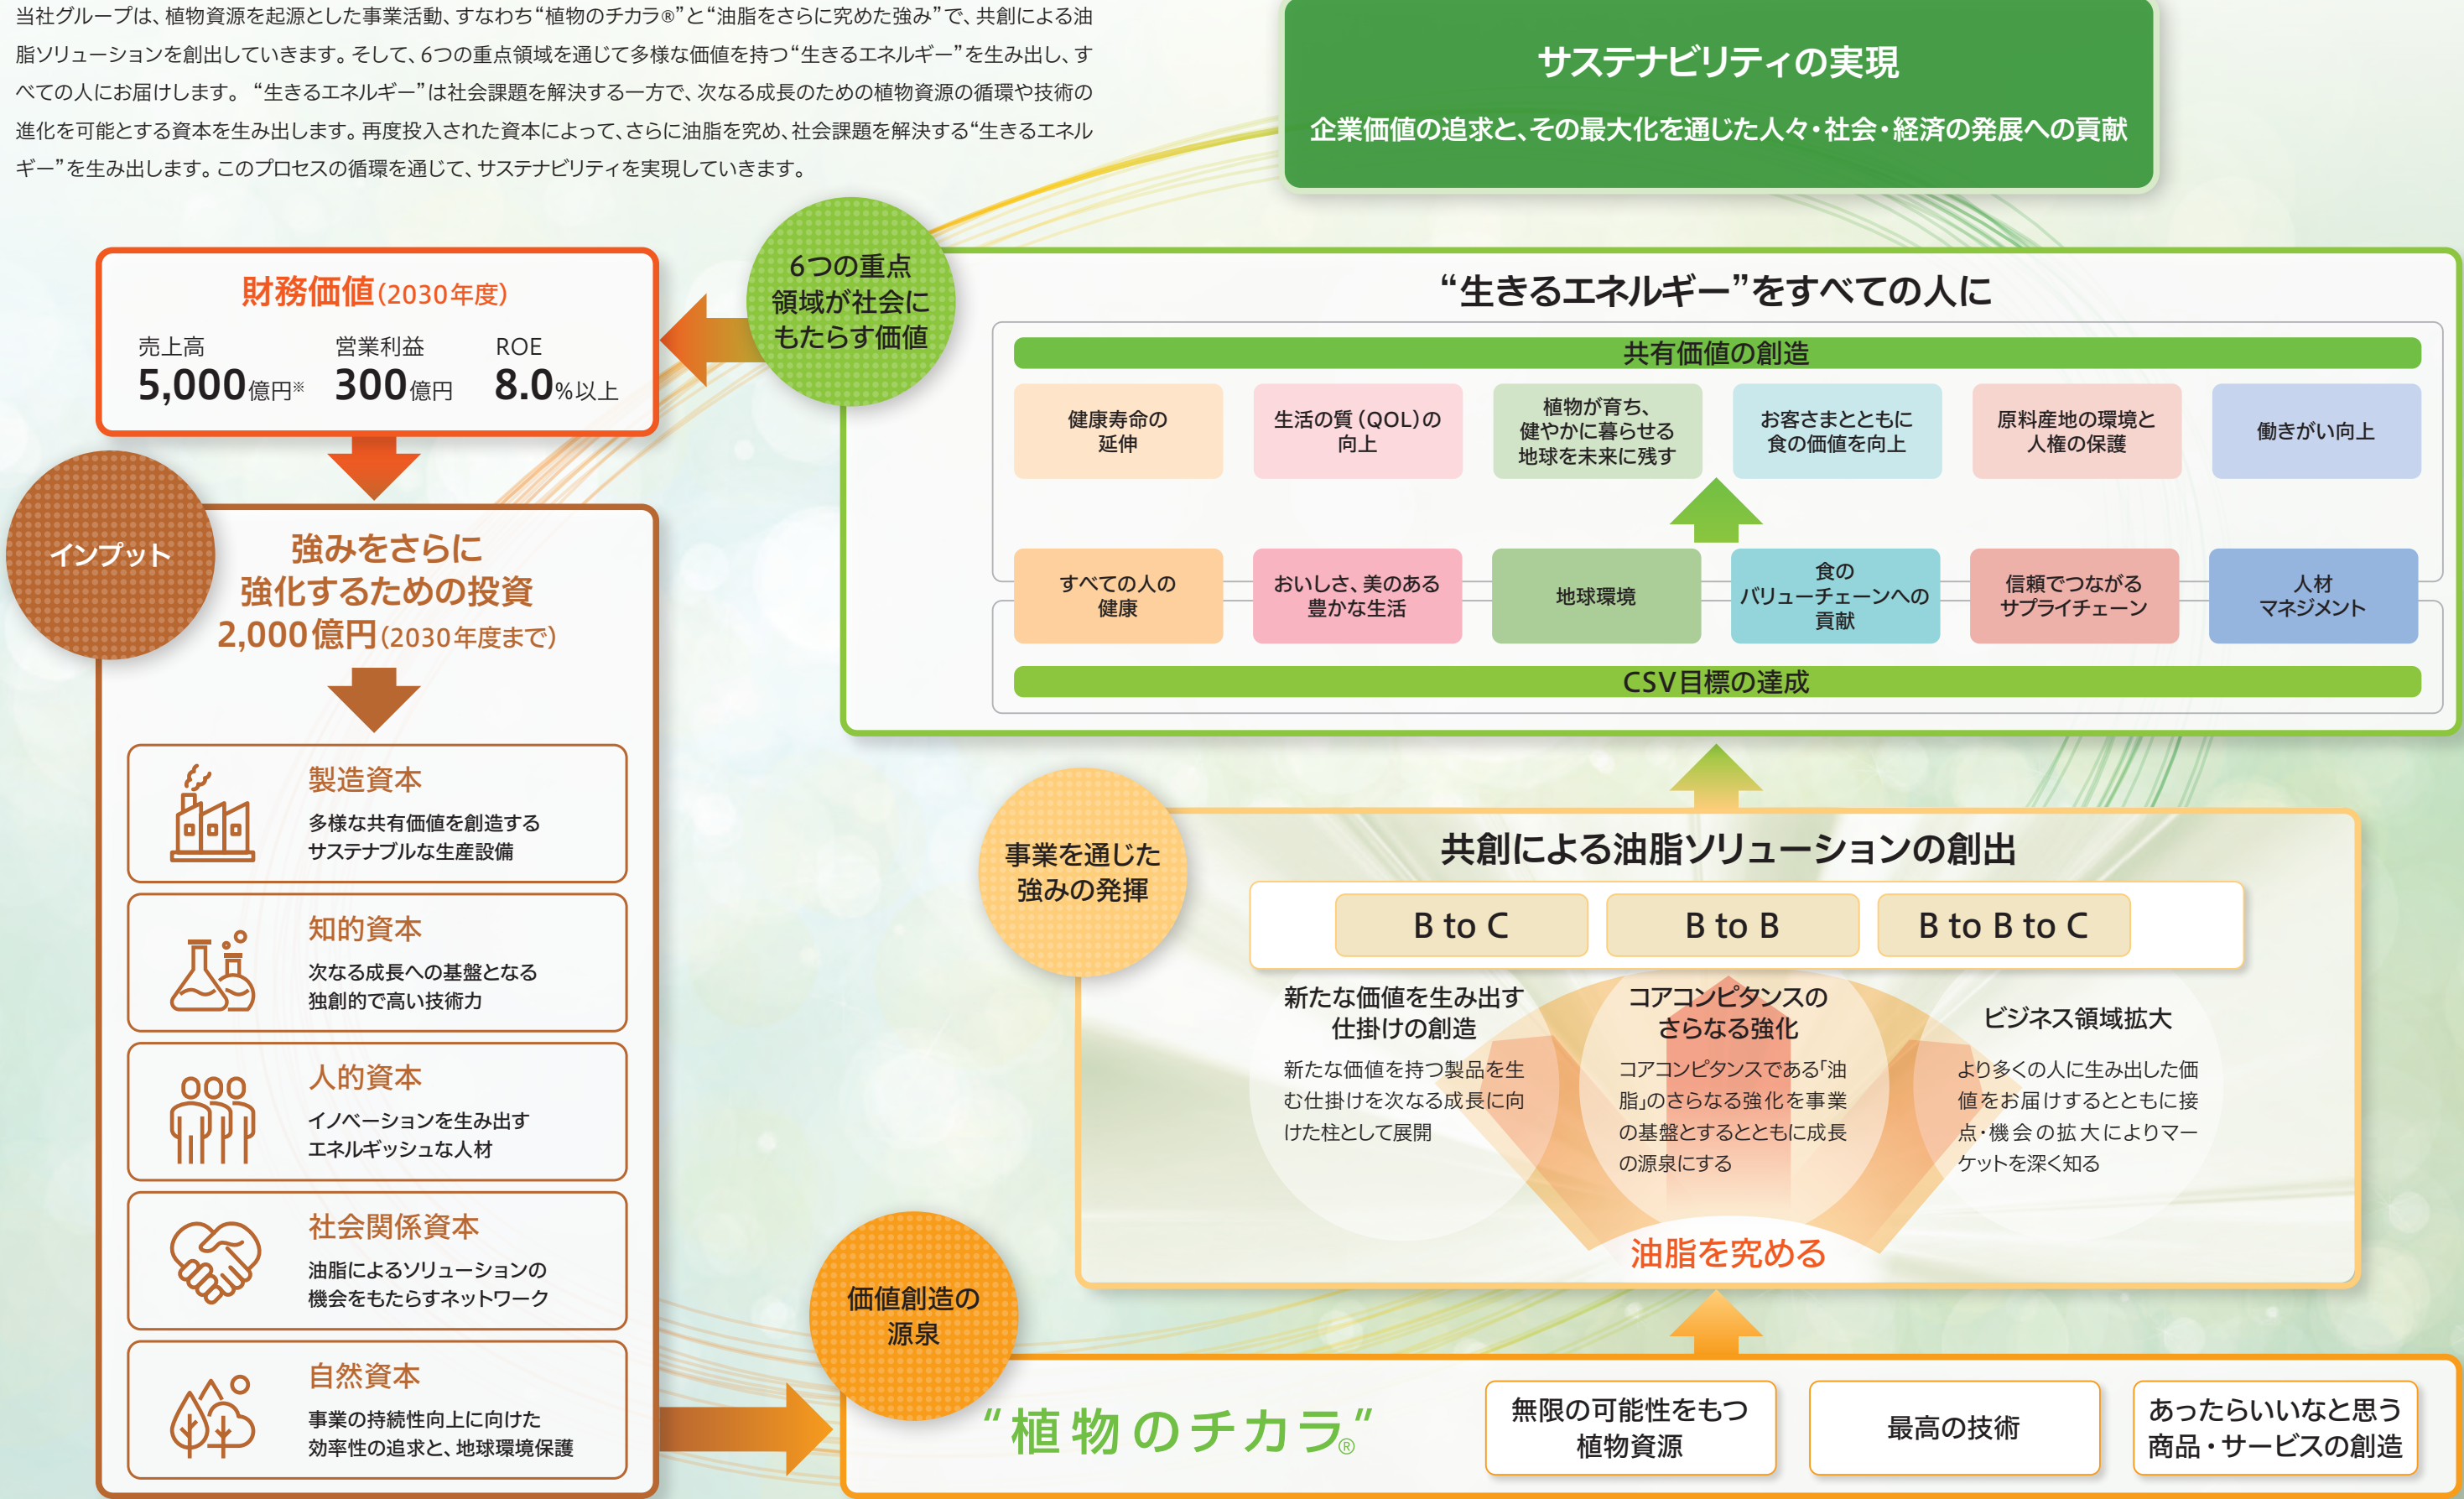 当社グループは、植物資源を起源とした事業活動、すなわち“植物のチカラ®”と“油脂をさらに究めた強み”で、共創による油
脂ソリューションを創出していきます。そして、6つの重点領域を通じて多様な価値を持つ“生きるエネルギー”を生み出し、す
べての人にお届けします。 “生きるエネルギー”は社会課題を解決する一方で、次なる成長のための植物資源の循環や技術の
進化を可能とする資本を生み出します。再度投入された資本によって、さらに油脂を究め、社会課題を解決する“生きるエネル
ギー”を生み出します。このプロセスの循環を通じて、サステナビリティを実現していきます。
サステナビリティの実現
企業価値の追求と、その最大化を通じた人々・社会・経済の発展への貢献
6つの重点
領域が社会に
もたらす価値
“生きるエネルギー”をすべての人に
共有価値の創造
健康寿命の
延伸
生活の質（QOL）の
向上
植物が育ち、
健やかに暮らせる
地球を未来に残す
お客さまとともに
食の価値を向上
原料産地の環境と
人権の保護
働きがい向上
すべての人の
健康
おいしさ、美のある
豊かな生活
地球環境
食の
バリューチェーンへの
貢献
信頼でつながる
サプライチェーン
人材
マネジメント
CSV目標の達成
財務価値（2030年度）
売上高
5,000億円※
営業利益
300億円
ROE
8.0%以上
インプット
強みをさらに
強化するための投資
2,000億円（2030年度まで）
製造資本
多様な共有価値を創造する
サステナブルな生産設備
知的資本
次なる成長への基盤となる
独創的で高い技術力
人的資本
イノベーションを生み出す
エネルギッシュな人材
社会関係資本
油脂によるソリューションの
機会をもたらすネットワーク
自然資本
事業の持続性向上に向けた
効率性の追求と、地球環境保護
事業を通じた
強みの発揮
共創による油脂ソリューションの創出
B to C
B to B
B to B to C
新たな価値を生み出す
仕掛けの創造
新たな価値を持つ製品を生
む仕掛けを次なる成長に向
けた柱として展開
コアコンピタンスの
さらなる強化
コアコンピタンスである「油
脂」のさらなる強化を事業
の基盤とするとともに成長
の源泉にする
ビジネス領域拡大
より多くの人に生み出した価
値をお届けするとともに接
点・機会の拡大によりマー
ケットを深く知る
油脂を究める
価値創造の
源泉
“植物のチカラ®”
無限の可能性をもつ
植物資源
最高の技術
あったらいいなと思う
商品・サービスの創造